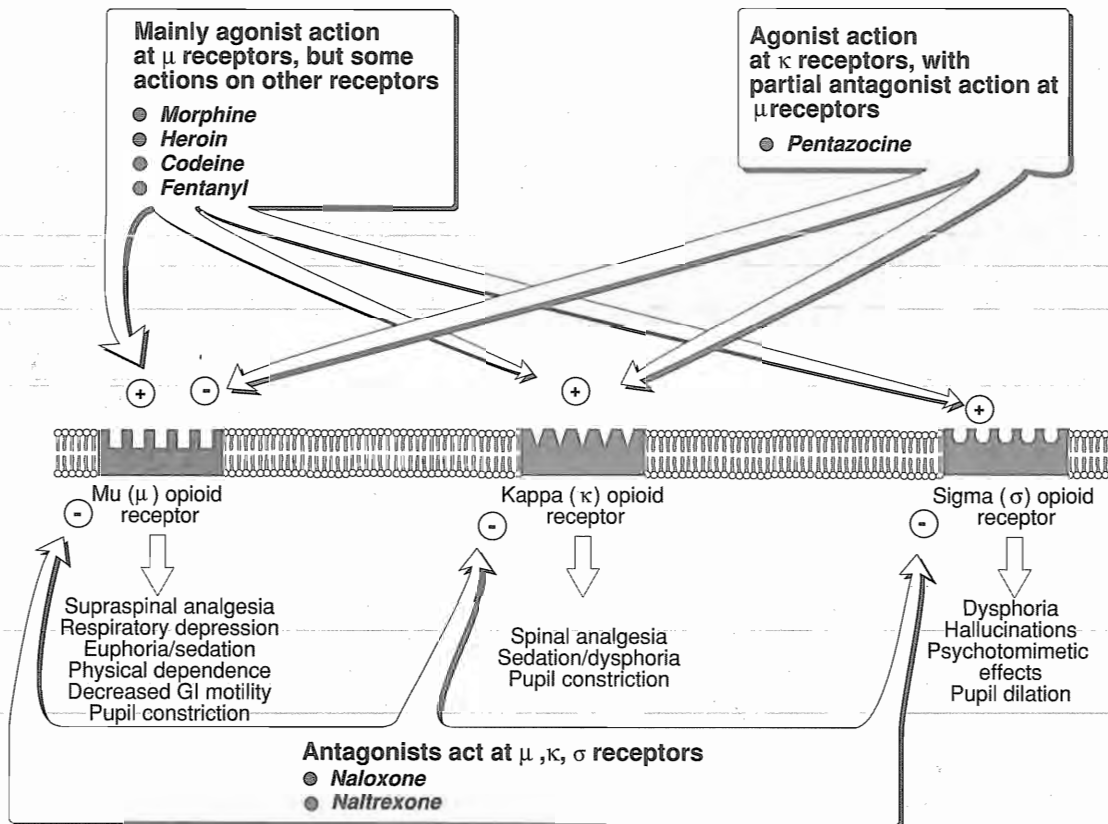 Mainly agonist action
at μ receptors, but some
actions on other receptors
Morphine
Heroin
Codeine
Fentanyl
Agonist action
at κ receptors, with
partial antagonist action at
μ receptors
Pentazocine
+
-
+
+
Mu (μ) opioid
receptor
Kappa (κ) opioid
receptor
Sigma (σ) opioid
receptor
-
-
-
Supraspinal analgesia
Respiratory depression
Euphoria/sedation
Physical dependence
Decreased GI motility
Pupil constriction
Spinal analgesia
Sedation/dysphoria
Pupil constriction
Dysphoria
Hallucinations
Psychotomimetic
effects
Pupil dilation
Antagonists act at μ ,κ, σ receptors
Naloxone
Naltrexone